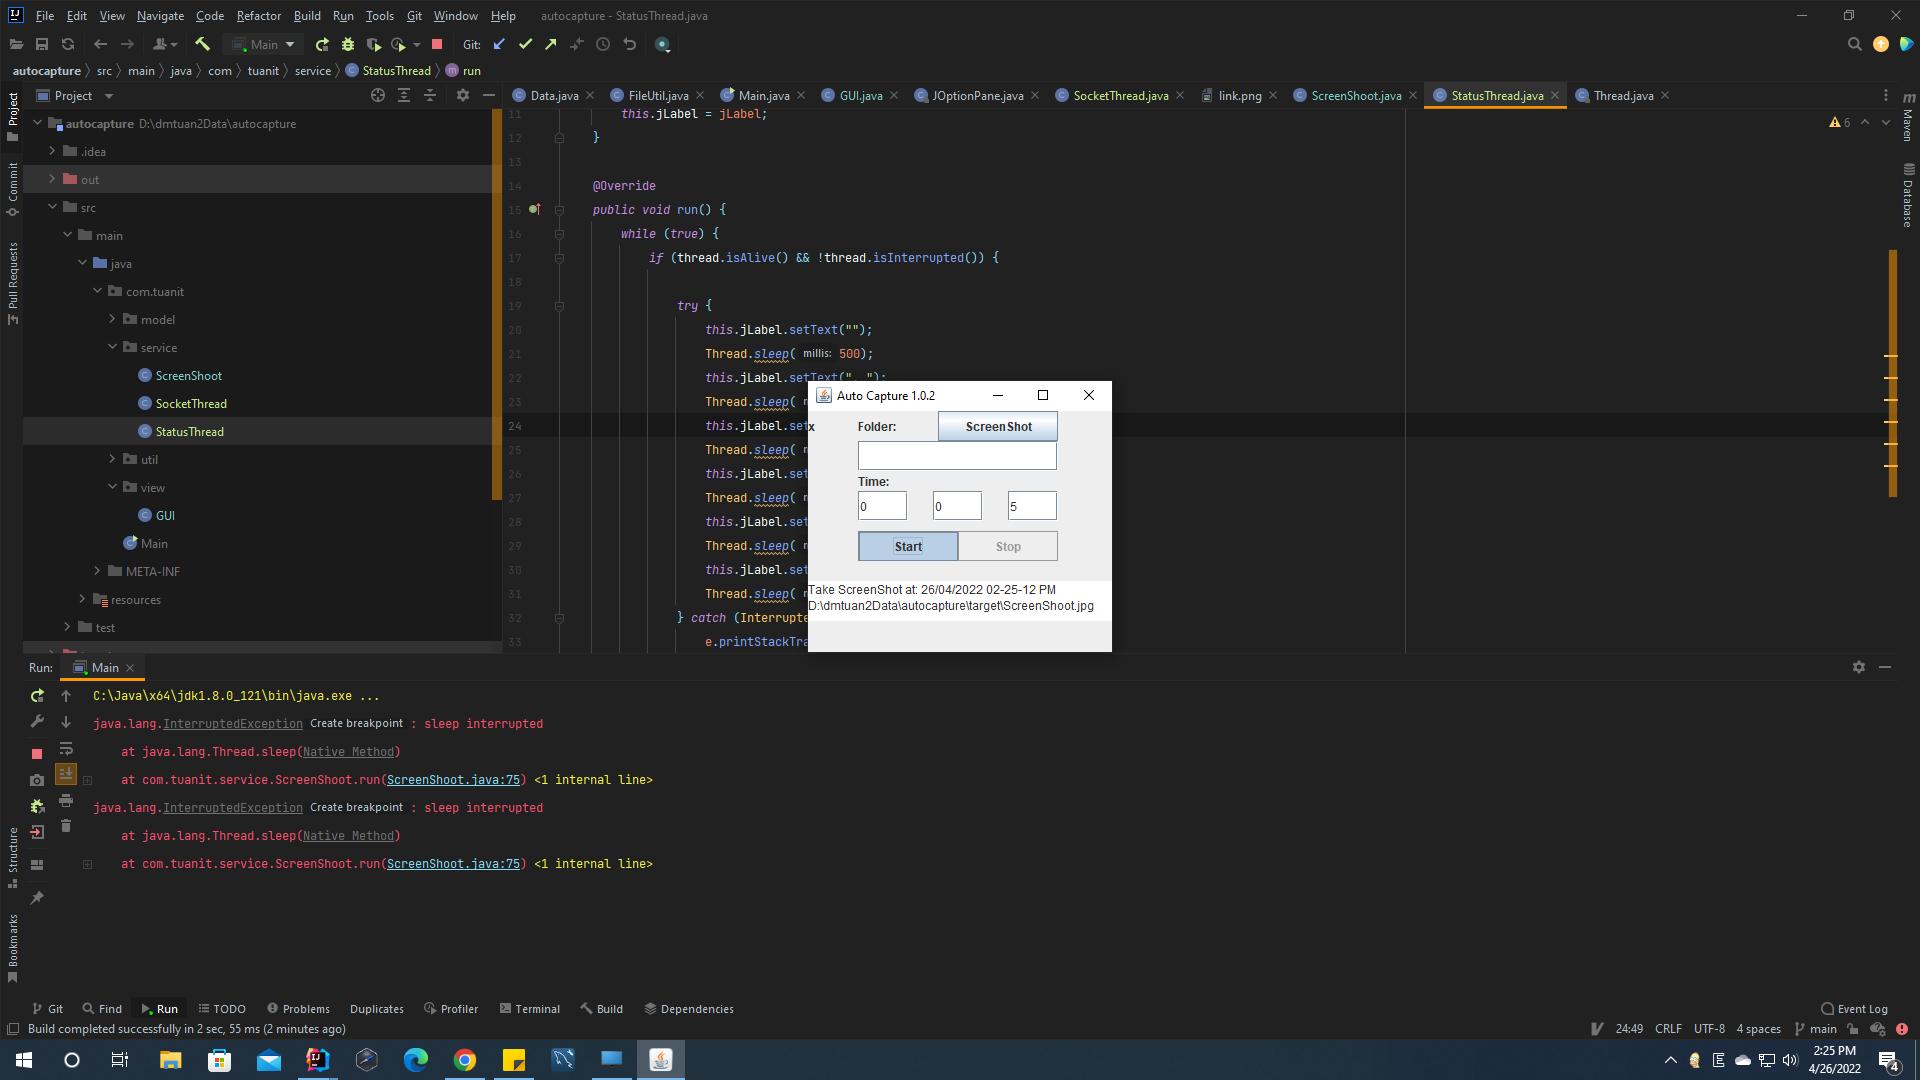 File Edit View Navigate Code Refactor Build Run Tools Git Window Help autocapture - StatusThread.java
Main Git:
autocapture src main java com tuanit service StatusThread run
Project
Data.java FileUtil.java Main.java GUI.java JOptionPane.java SocketThread.java link.png ScreenShoot.java StatusThread.java Thread.java
Project
Commit
Pull Requests
Structure
Bookmarks
Maven
Database
6
autocapture D:\dmtuan2Data\autocapture
.idea
out
src
main
java
com.tuanit
model
service
ScreenShoot
SocketThread
StatusThread
util
view
GUI
Main
META-INF
resources
test
11 this.jLabel = jLabel;
12 }
13
14 @Override
15 public void run() {
16 while (true) {
17 if (thread.isAlive() && !thread.isInterrupted()) {
18
19 try {
20 this.jLabel.setText("");
21 Thread.sleep( millis: 500);
22 this.jLabel.setText(". ");
23 Thread.sleep(
24 this.jLabel.set
25 Thread.sleep(
26 this.jLabel.set
27 Thread.sleep(
28 this.jLabel.set
29 Thread.sleep(
30 this.jLabel.set
31 Thread.sleep(
32 } catch (Interrupte
33 e.printStackTra
Auto Capture 1.0.2
x Folder: ScreenShot
Time:
0 0 5
Start Stop
Take ScreenShot at: 26/04/2022 02-25-12 PM
D:\dmtuan2Data\autocapture\target\ScreenShoot.jpg
Run: Main
C:\Java\x64\jdk1.8.0_121\bin\java.exe ...
java.lang.InterruptedException Create breakpoint : sleep interrupted
at java.lang.Thread.sleep(Native Method)
at com.tuanit.service.ScreenShoot.run(ScreenShoot.java:75) <1 internal line>
java.lang.InterruptedException Create breakpoint : sleep interrupted
at java.lang.Thread.sleep(Native Method)
at com.tuanit.service.ScreenShoot.run(ScreenShoot.java:75) <1 internal line>
Git Find Run TODO Problems Duplicates Profiler Terminal Build Dependencies Event Log
Build completed successfully in 2 sec, 55 ms (2 minutes ago) 24:49 CRLF UTF-8 4 spaces main
2:25 PM
4/26/2022
4